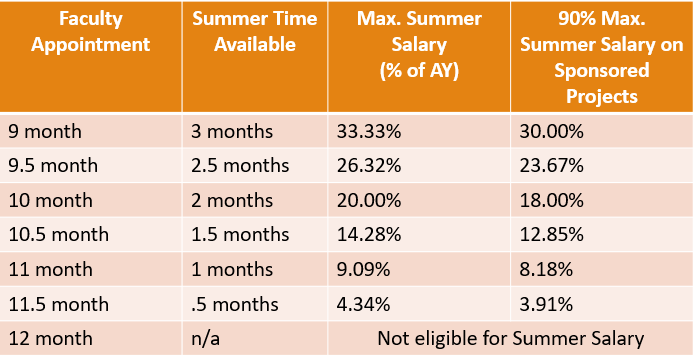 Faculty Appointment | Summer Time Available | Max. Summer Salary (% of AY) | 90% Max. Summer Salary on Sponsored Projects
9 month | 3 months | 33.33% | 30.00%
9.5 month | 2.5 months | 26.32% | 23.67%
10 month | 2 months | 20.00% | 18.00%
10.5 month | 1.5 months | 14.28% | 12.85%
11 month | 1 months | 9.09% | 8.18%
11.5 month | .5 months | 4.34% | 3.91%
12 month | n/a | Not eligible for Summer Salary